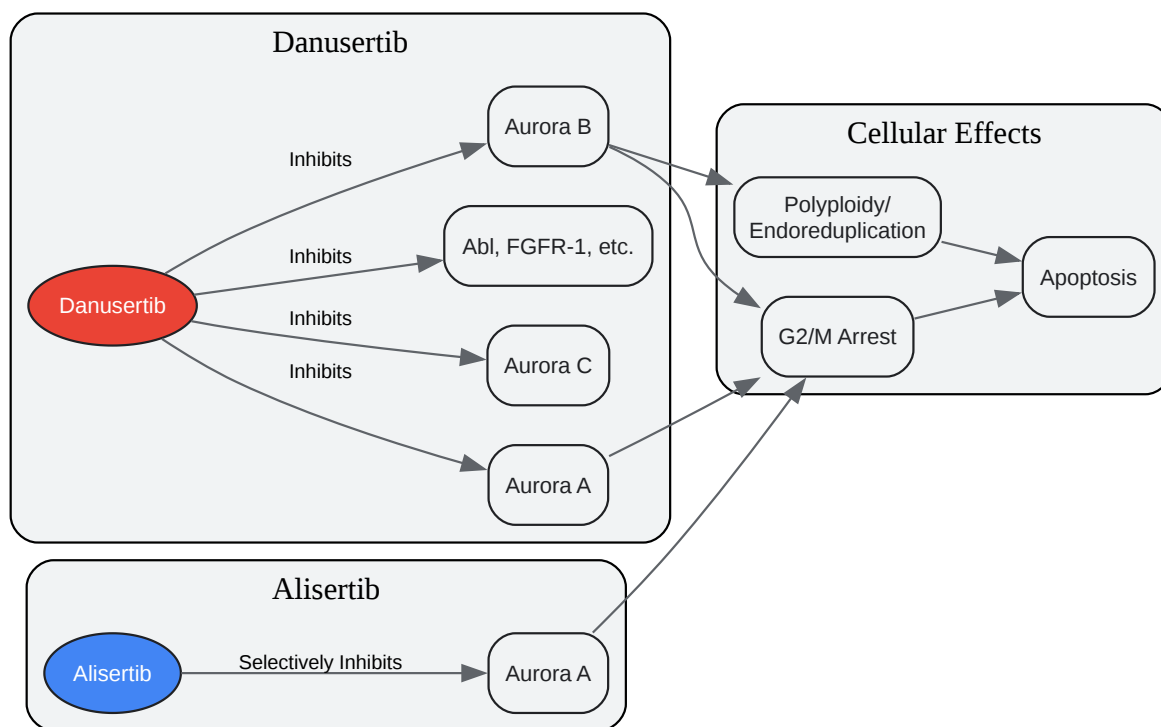 Danusertib
Aurora B
Inhibits
Abl, FGFR-1, etc.
Inhibits
Danusertib
Inhibits
Aurora C
Inhibits
Aurora A
Cellular Effects
Polyploidy/
Endoreduplication
Apoptosis
G2/M Arrest
Alisertib
Alisertib
Selectively Inhibits
Aurora A